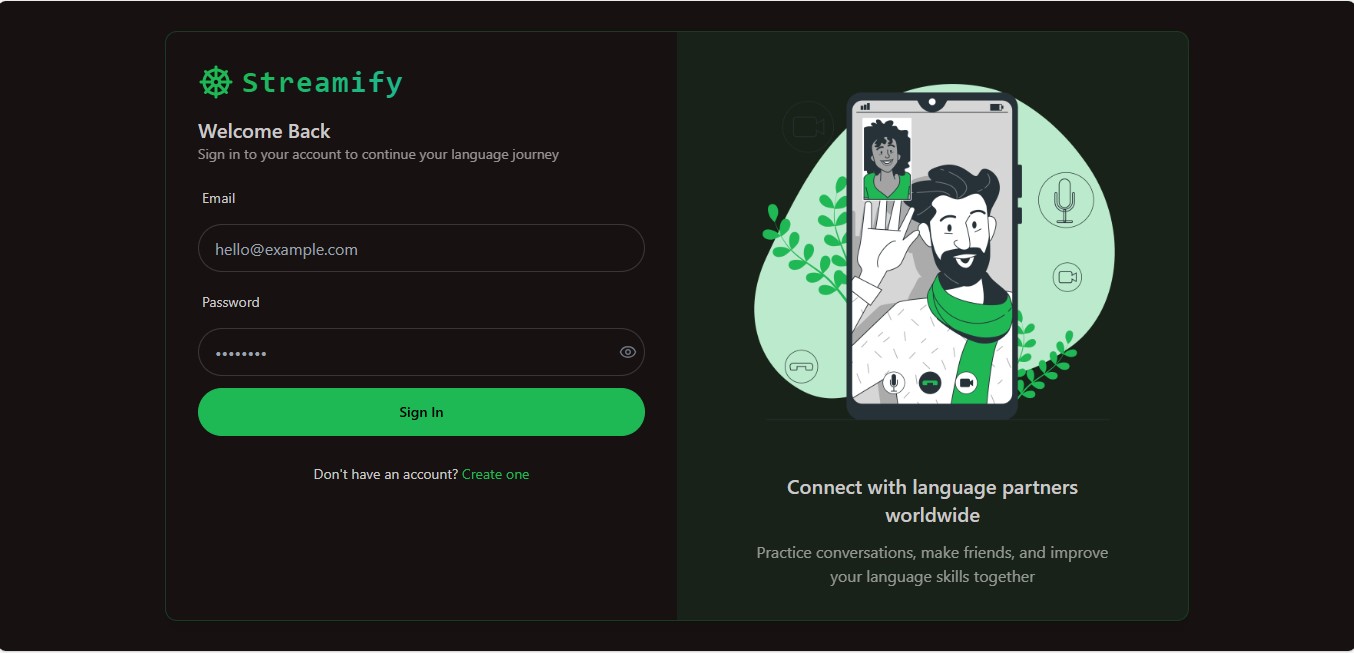 Streamify
Welcome Back
Sign in to your account to continue your language journey
Email
hello@example.com
Password
••••••••
Sign In
Don't have an account? Create one
Connect with language partners
worldwide
Practice conversations, make friends, and improve
your language skills together